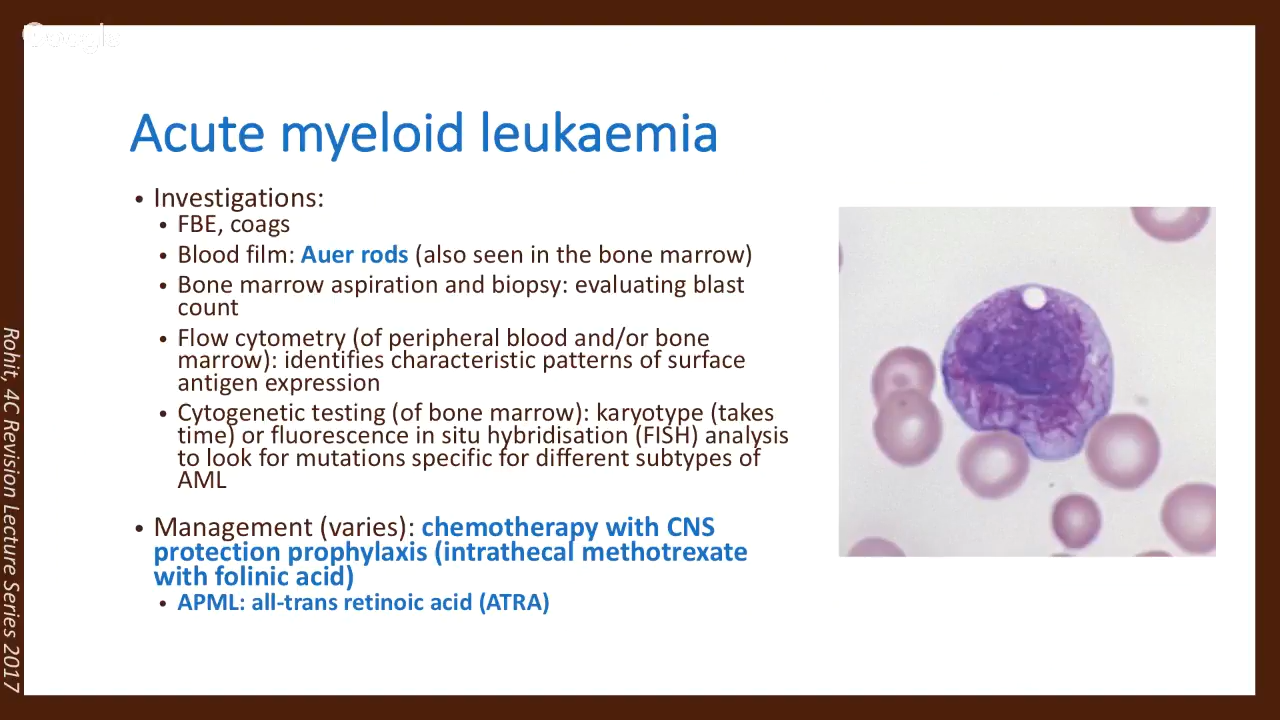 Google
Acute myeloid leukaemia
• Investigations:
• FBE, coags
• Blood film: Auer rods (also seen in the bone marrow)
• Bone marrow aspiration and biopsy: evaluating blast
count
• Flow cytometry (of peripheral blood and/or bone
marrow): identifies characteristic patterns of surface
antigen expression
• Cytogenetic testing (of bone marrow): karyotype (takes
time) or fluorescence in situ hybridisation (FISH) analysis
to look for mutations specific for different subtypes of
AML
• Management (varies): chemotherapy with CNS
protection prophylaxis (intrathecal methotrexate
with folinic acid)
• APML: all-trans retinoic acid (ATRA)
Rohit, 4C Revision Lecture Series 2017